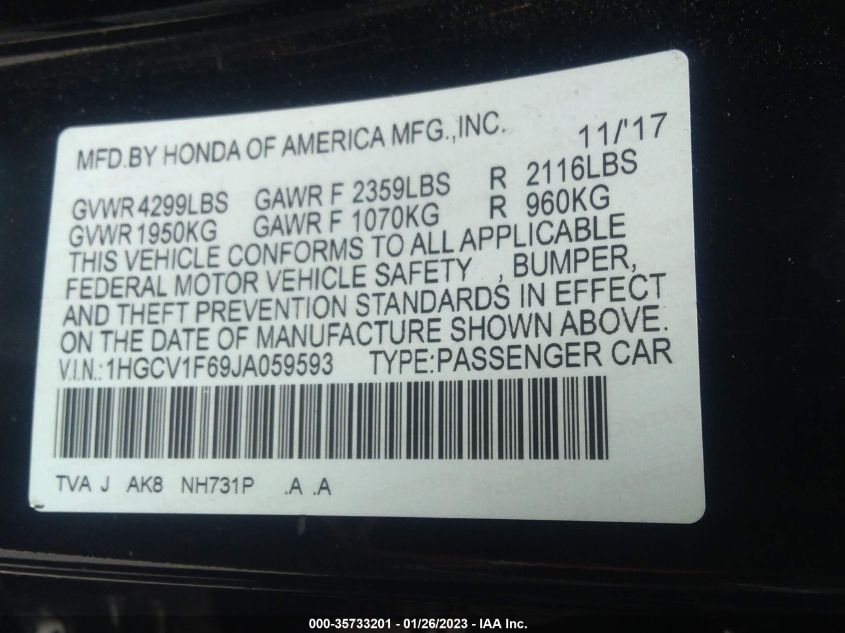 MFD.BY HONDA OF AMERICA MFG.,INC. 11/'17
GVWR 4299LBS GAWR F 2359LBS R 2116LBS
GVWR 1950KG GAWR F 1070KG R 960KG
THIS VEHICLE CONFORMS TO ALL APPLICABLE
FEDERAL MOTOR VEHICLE SAFETY , BUMPER,
AND THEFT PREVENTION STANDARDS IN EFFECT
ON THE DATE OF MANUFACTURE SHOWN ABOVE.
V.I.N.:1HGCV1F69JA059593 TYPE:PASSENGER CAR
TVA J AK8 NH731P .A .A
000-35733201 - 01/26/2023 - IAA Inc.